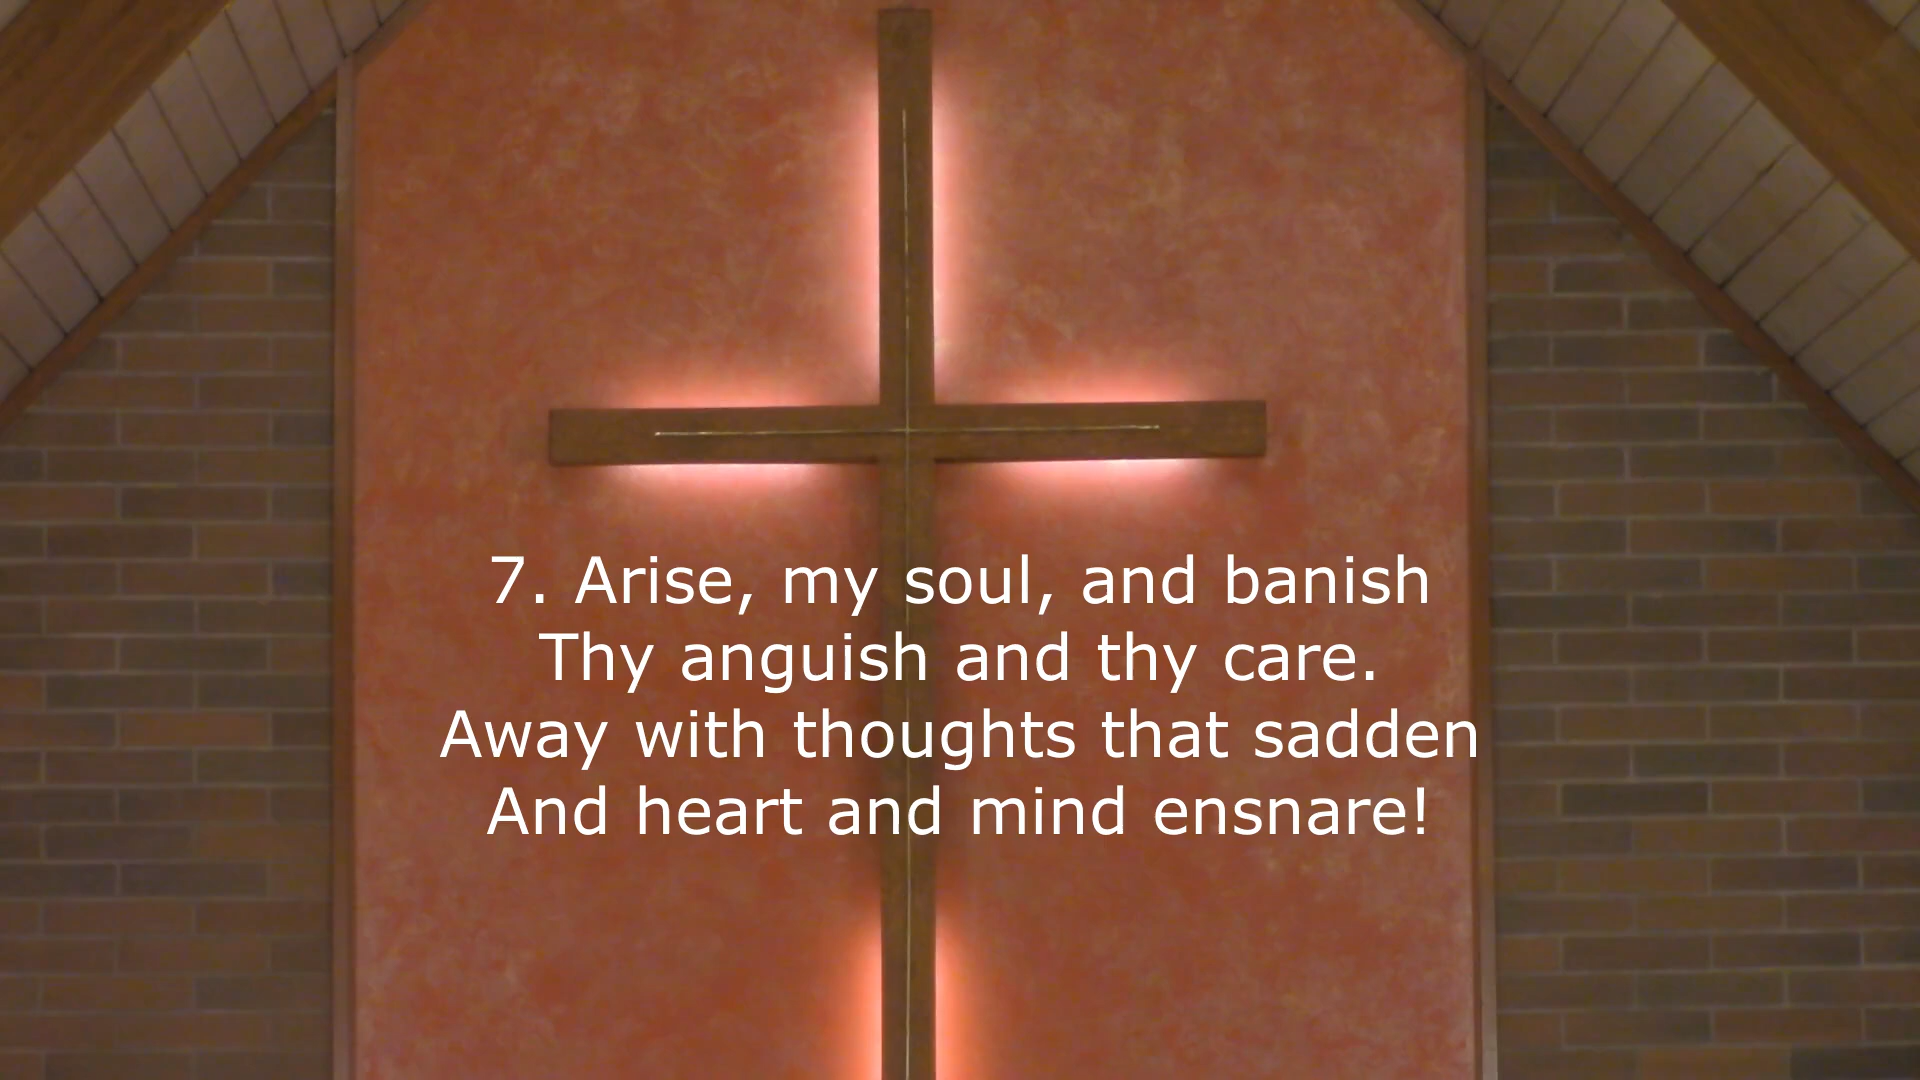 7. Arise, my soul, and banish
Thy anguish and thy care.
Away with thoughts that sadden
And heart and mind ensnare!